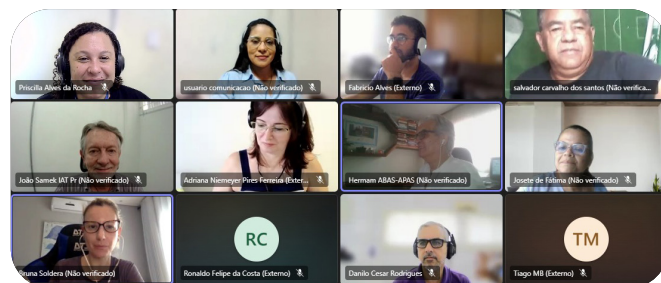 Priscilla Alves da Rocha
usuario comunicacao (Não verificado)
Fabricio Alves (Externo)
salvador carvalho dos santos (Não verifica...
João Samek IAT Pr (Não verificado)
Adriana Niemeyer Pires Ferreira (Exter...
Hermam ABAS-APAS (Não verificado)
Josete de Fátima (Não verificado)
Bruna Soldera (Não verificado)
RC
Ronaldo Felipe da Costa (Externo)
Danilo Cesar Rodrigues
TM
Tiago MB (Externo)